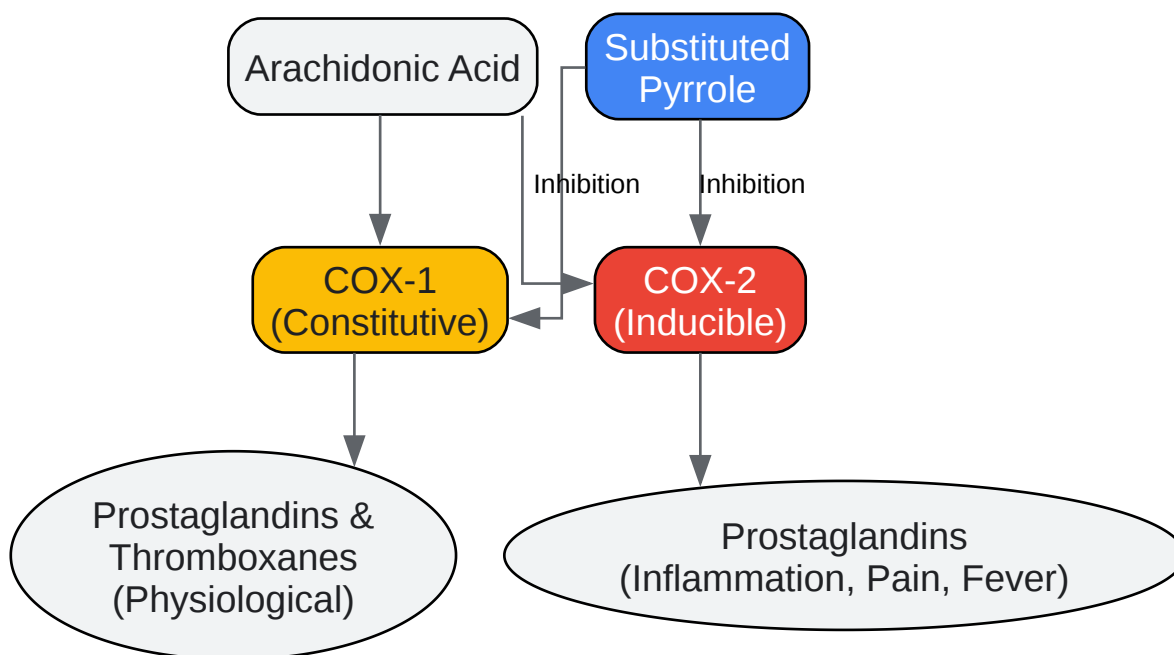 Arachidonic Acid
Substituted
Pyrrole
Inhibition
Inhibition
COX-1
(Constitutive)
COX-2
(Inducible)
Prostaglandins &
Thromboxanes
(Physiological)
Prostaglandins
(Inflammation, Pain, Fever)